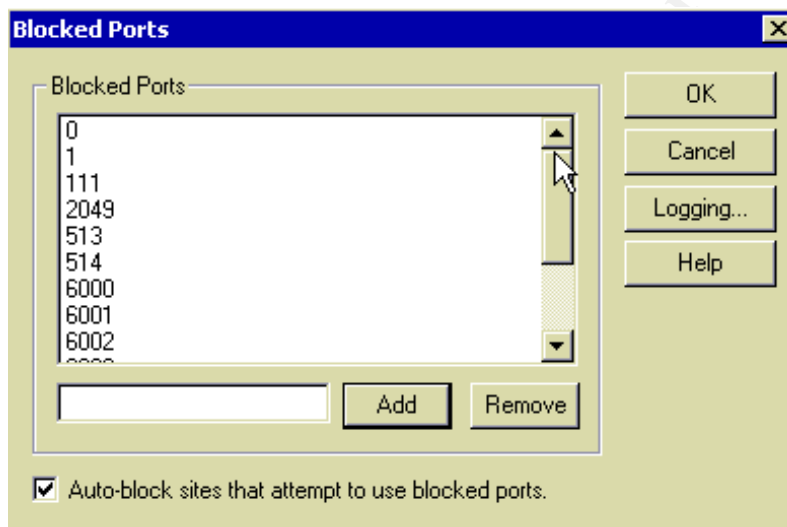 Blocked Ports
Blocked Ports
0
1
111
2049
513
514
6000
6001
6002
Add
Remove
OK
Cancel
Logging...
Help
Auto-block sites that attempt to use blocked ports.